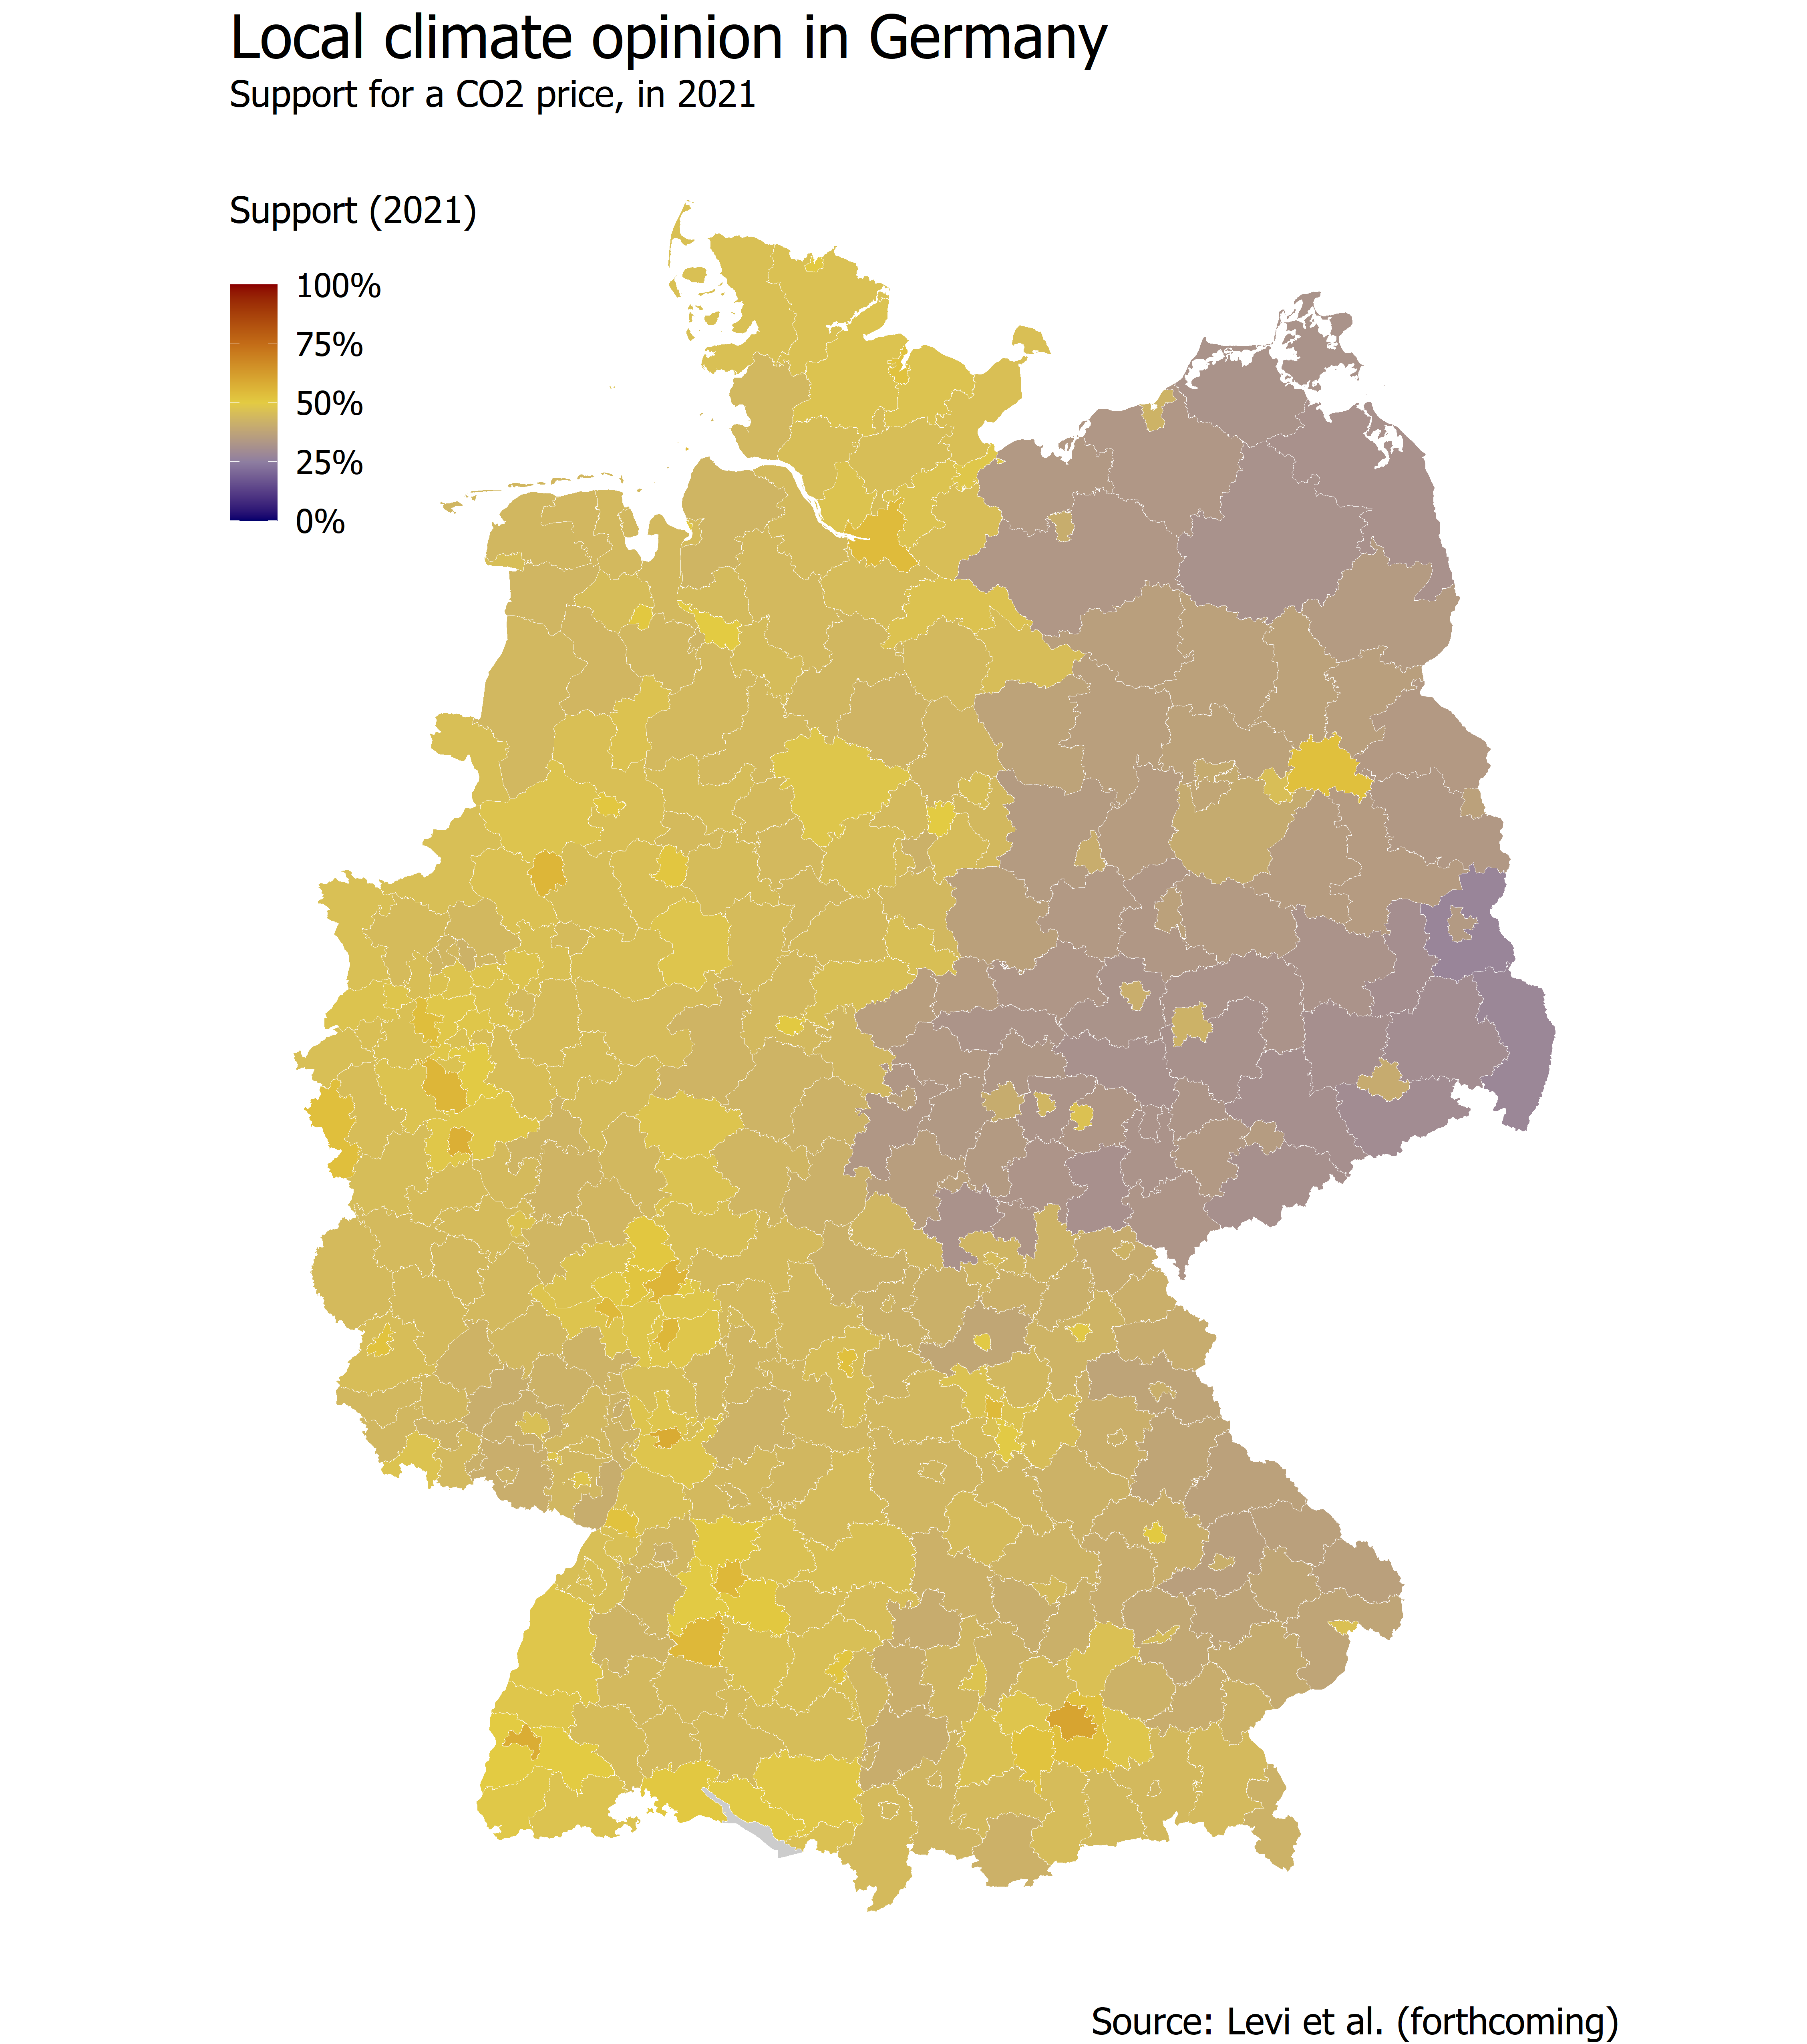 Local climate opinion in Germany
Support for a CO2 price, in 2021
Support (2021)
100%
75%
50%
25%
0%
Source: Levi et al. (forthcoming)